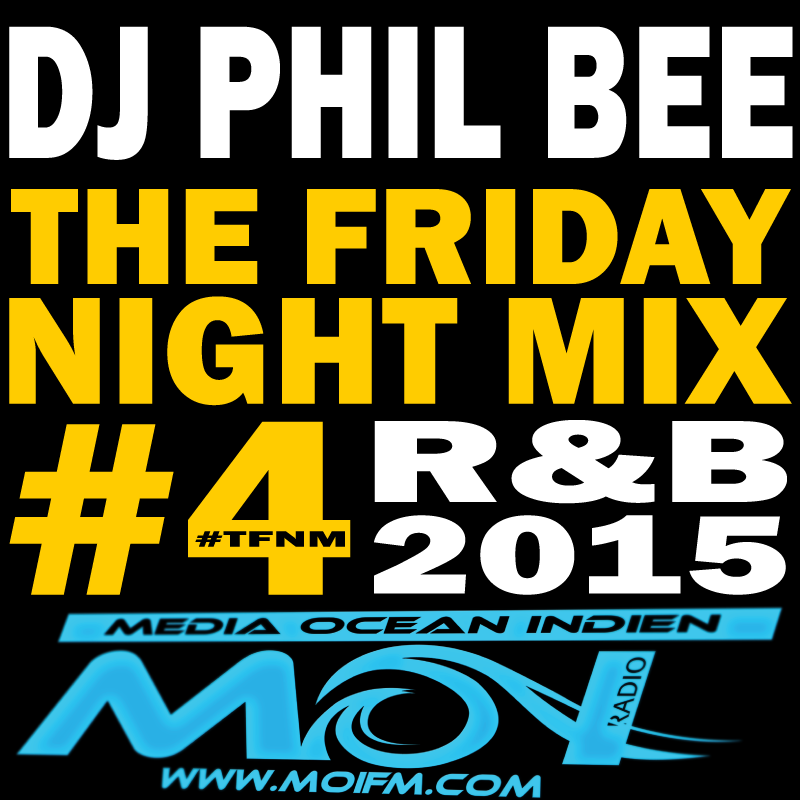 DJ PHIL BEE
THE FRIDAY
NIGHT MIX
#4
#TFNM
R&B
2015
MEDIA OCEAN INDIEN
MOI
RADIO
WWW.MOIFM.COM